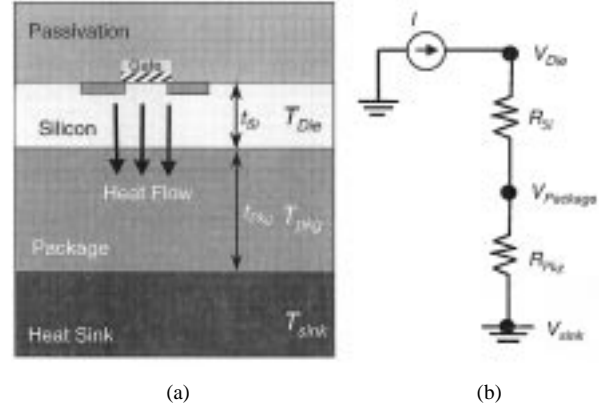 Passivation
Gate
Silicon
t_Si
T_Die
Heat Flow
Package
t_Pkg
T_pkg
Heat Sink
T_sink
(a)
I
V_Die
R_Si
V_Package
R_Pkg
V_sink
(b)